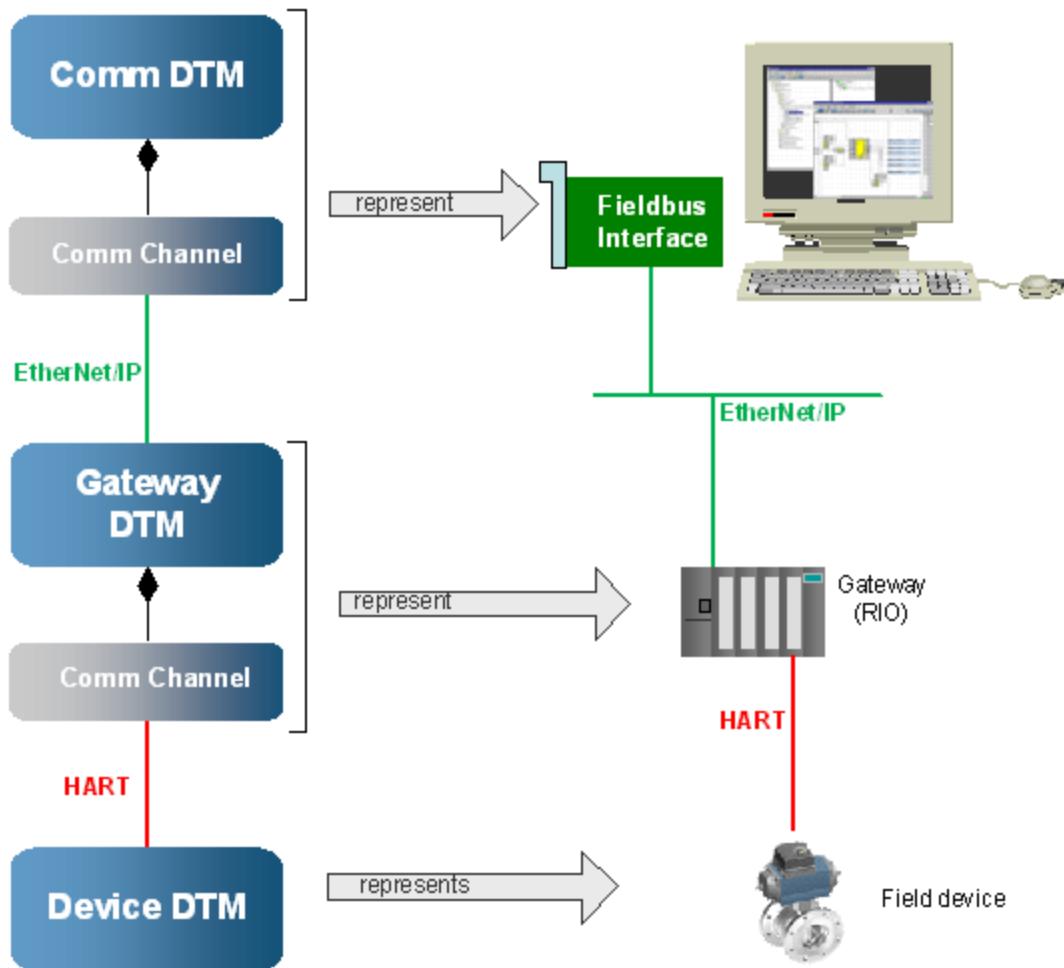 Comm DTM
Comm Channel
represent
Fieldbus
Interface
EtherNet/IP
EtherNet/IP
Gateway
DTM
Comm Channel
represent
Gateway
(RIO)
HART
HART
Device DTM
represents
Field device